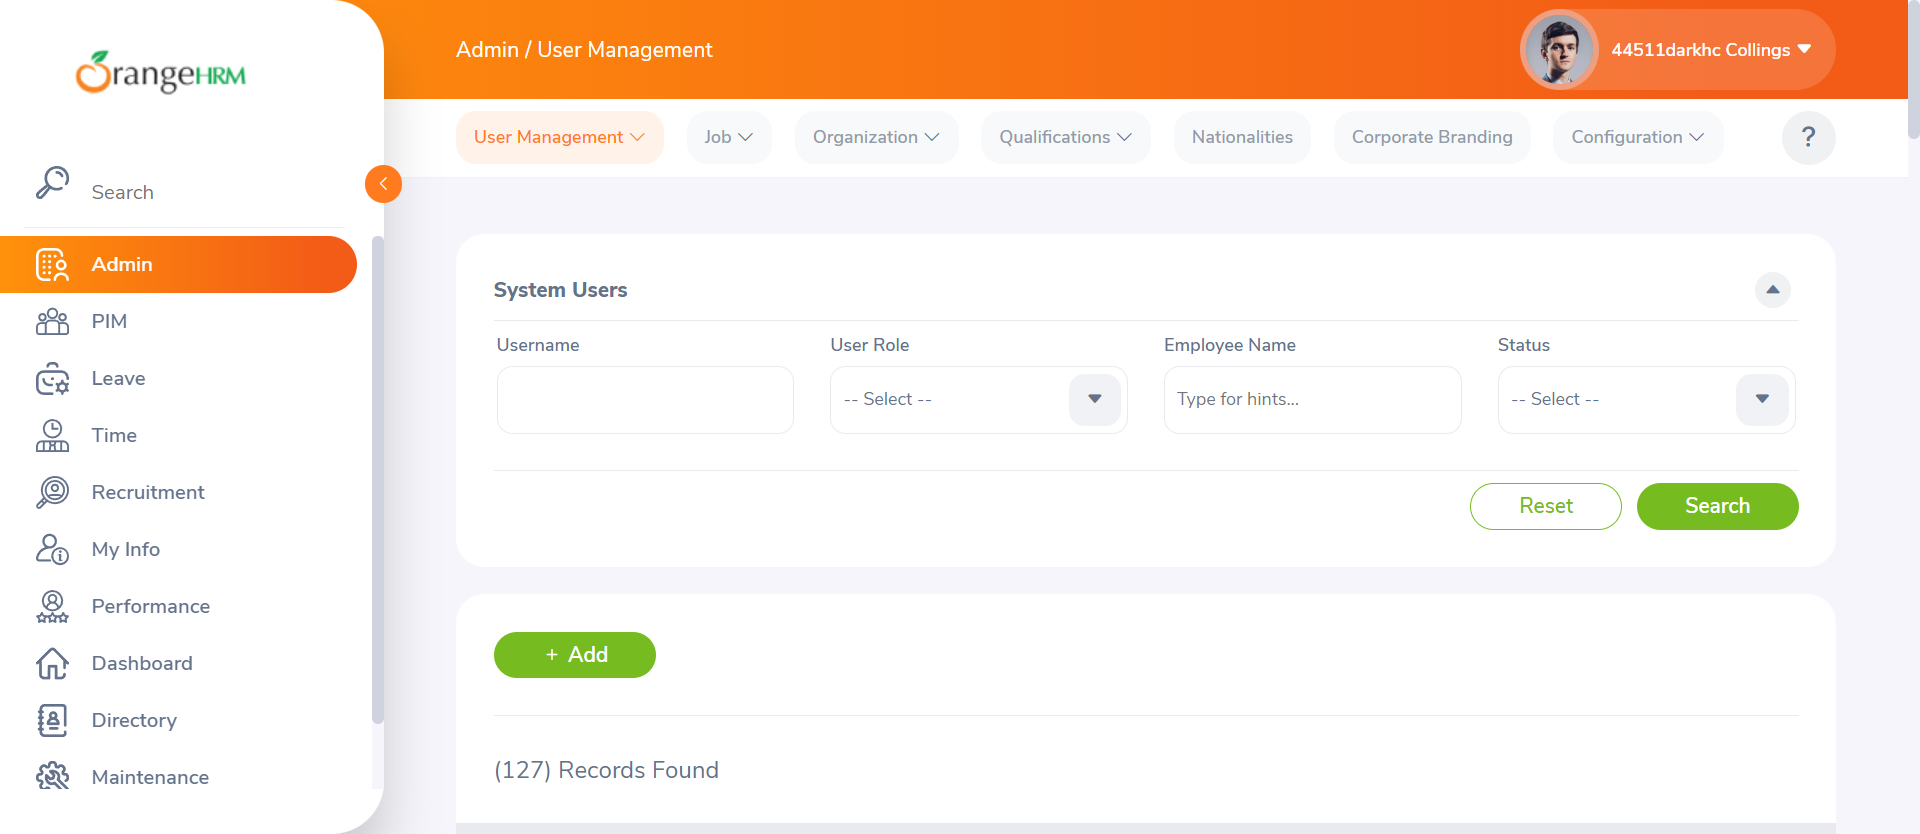 OrangeHRM
Admin / User Management
44511darkhc Collings
User Management
Job
Organization
Qualifications
Nationalities
Corporate Branding
Configuration
?
Search
Admin
PIM
Leave
Time
Recruitment
My Info
Performance
Dashboard
Directory
Maintenance
System Users
Username
User Role
Employee Name
Status
-- Select --
Type for hints...
-- Select --
Reset
Search
+ Add
(127) Records Found